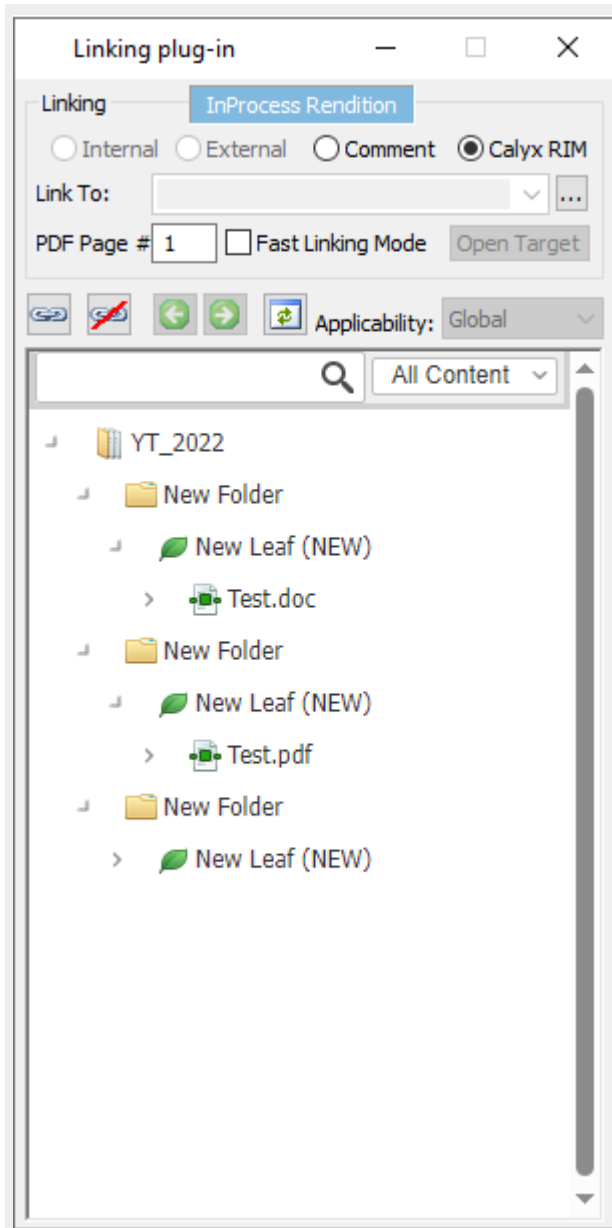 Linking plug-in
Linking InProcess Rendition
Internal External Comment Calyx RIM
Link To: ...
PDF Page # 1 Fast Linking Mode Open Target
Applicability: Global
All Content
YT_2022
New Folder
New Leaf (NEW)
Test.doc
New Folder
New Leaf (NEW)
Test.pdf
New Folder
New Leaf (NEW)